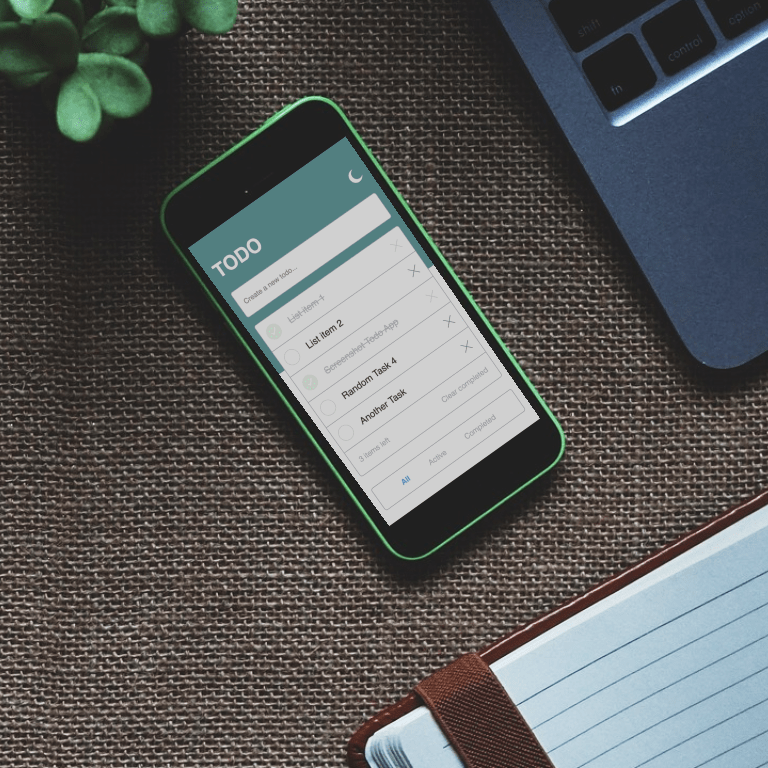 shift
fn
control
option
TODO
Create a new todo...
List item 1
List item 2
Screenshot Todo App
Random Task 4
Another Task
3 items left
Clear completed
All
Active
Completed